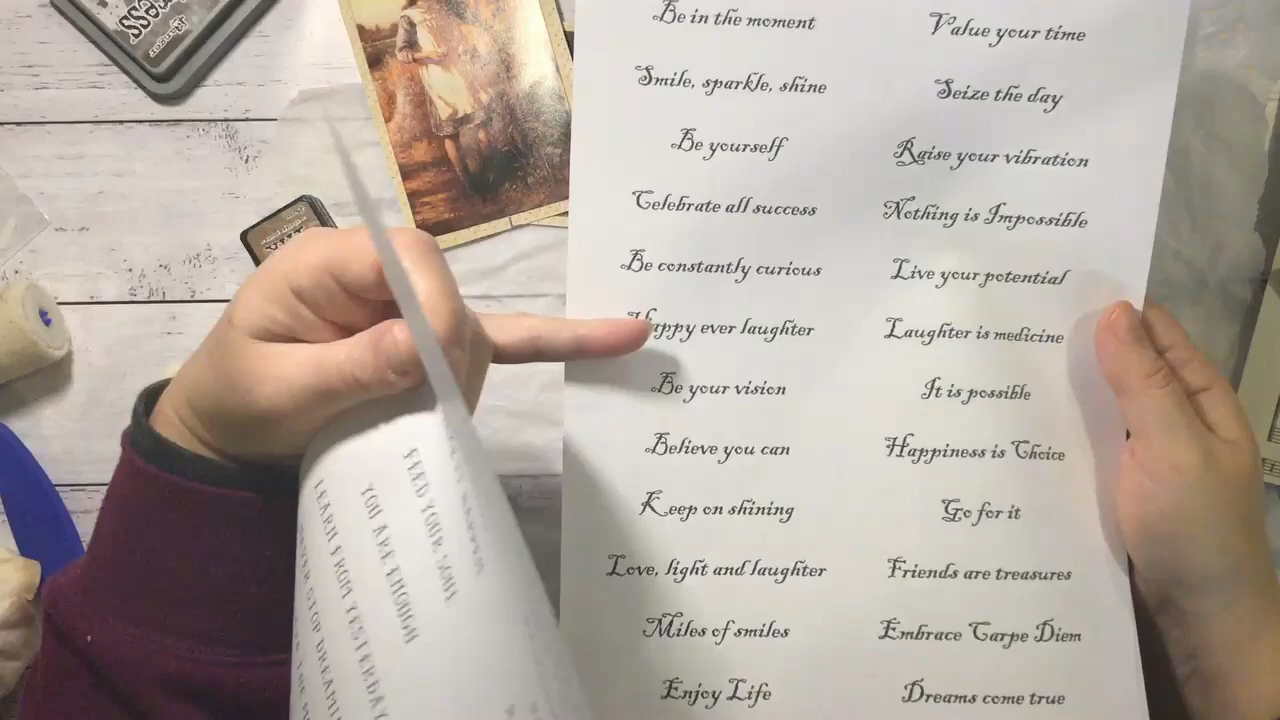 Be in the moment
Smile, sparkle, shine
Be yourself
Celebrate all success
Be constantly curious
Happy ever laughter
Be your vision
Believe you can
Keep on shining
Love, light and laughter
Miles of smiles
Enjoy Life
Value your time
Seize the day
Raise your vibration
Nothing is Impossible
Live your potential
Laughter is medicine
It is possible
Happiness is Choice
Go for it
Friends are treasures
Embrace Carpe Diem
Dreams come true
FEED YOUR SOUL
YOU ARE ENOUGH
LEARN FROM YESTERDAY
STOP